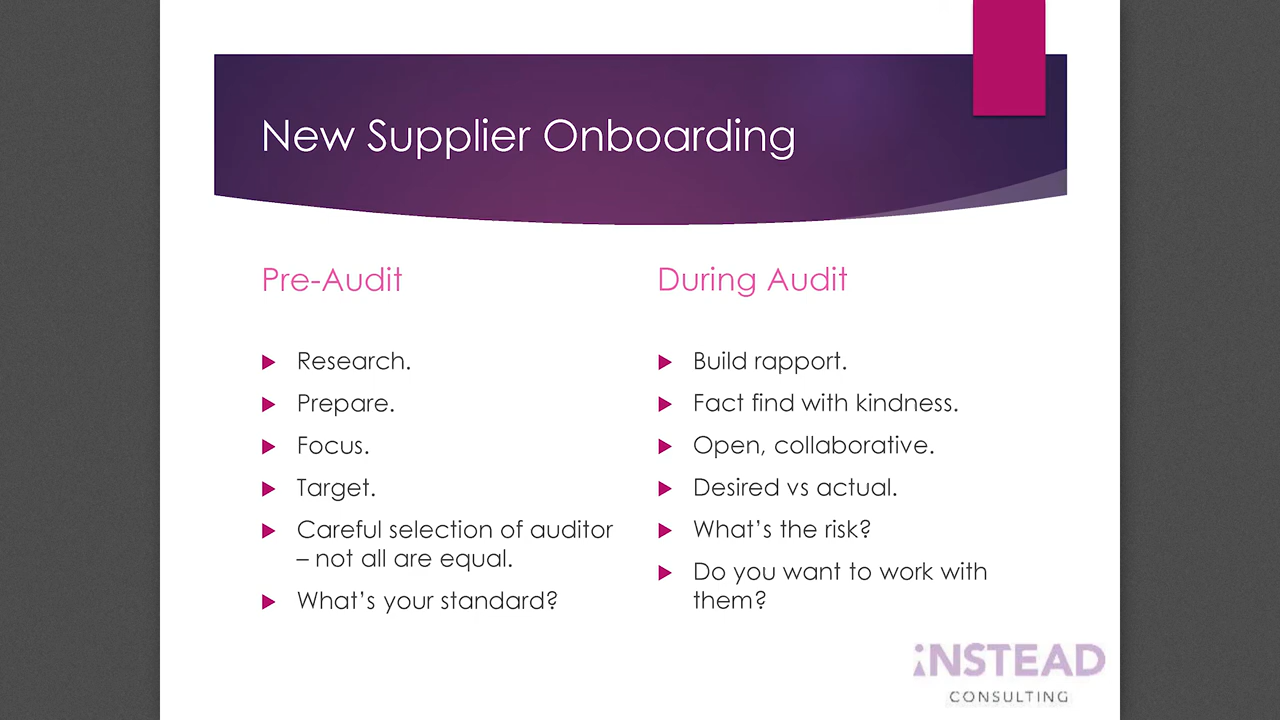 New Supplier Onboarding
Pre-Audit
Research.
Prepare.
Focus.
Target.
Careful selection of auditor
– not all are equal.
What’s your standard?
During Audit
Build rapport.
Fact find with kindness.
Open, collaborative.
Desired vs actual.
What’s the risk?
Do you want to work with
them?
iNSTEAD
CONSULTING